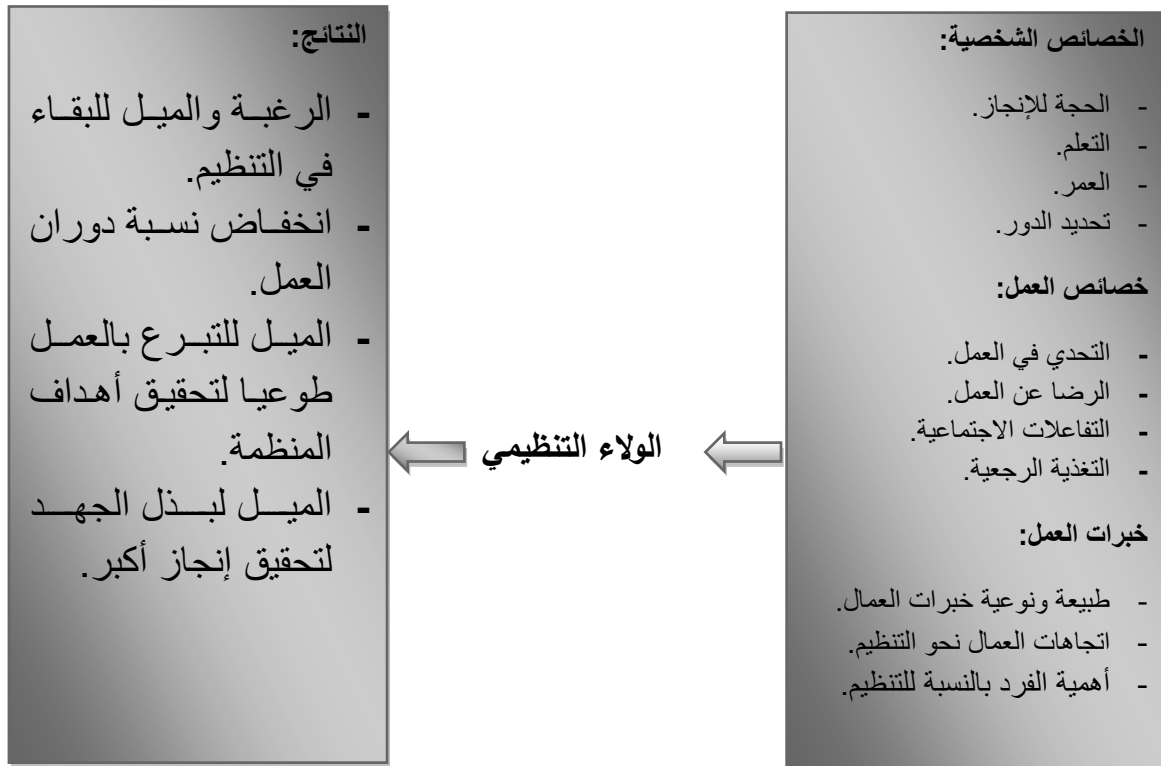 الخصائص الشخصية:
- الحجة للإنجاز.
- التعلم.
- العمر.
- تحديد الدور.
خصائص العمل:
- التحدي في العمل.
- الرضا عن العمل.
- التفاعلات الاجتماعية.
- التغذية الرجعية.
خبرات العمل:
- طبيعة ونوعية خبرات العمال.
- اتجاهات العمال نحو التنظيم.
- أهمية الفرد بالنسبة للتنظيم.
الولاء التنظيمي
النتائج:
- الرغبة والميل للبقاء
في التنظيم.
- انخفاض نسبة دوران
العمل.
- الميل للتبرع بالعمل
طوعيا لتحقيق أهداف
المنظمة.
- الميل لبذل الجهد
لتحقيق إنجاز أكبر.